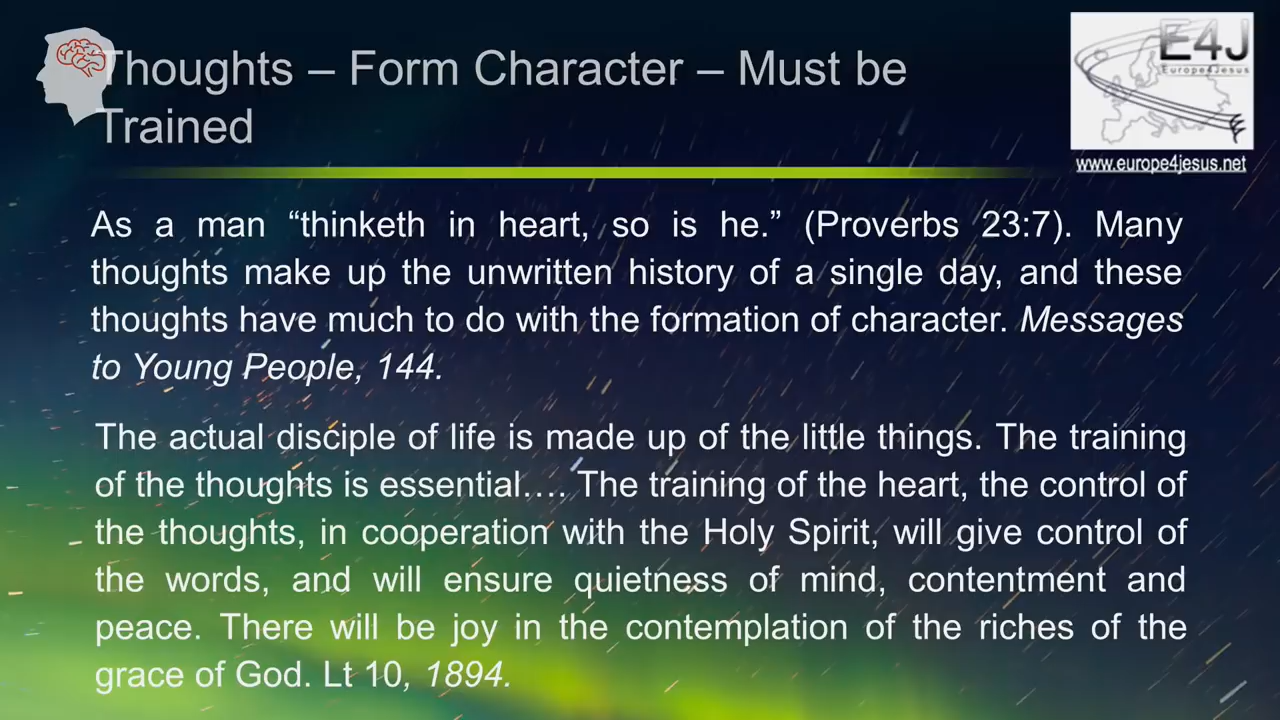 Thoughts – Form Character – Must be
Trained
E4J
Europe4Jesus
www.europe4jesus.net
As a man “thinketh in heart, so is he.” (Proverbs 23:7). Many
thoughts make up the unwritten history of a single day, and these
thoughts have much to do with the formation of character. Messages
to Young People, 144.
The actual disciple of life is made up of the little things. The training
of the thoughts is essential…. The training of the heart, the control of
the thoughts, in cooperation with the Holy Spirit, will give control of
the words, and will ensure quietness of mind, contentment and
peace. There will be joy in the contemplation of the riches of the
grace of God. Lt 10, 1894.